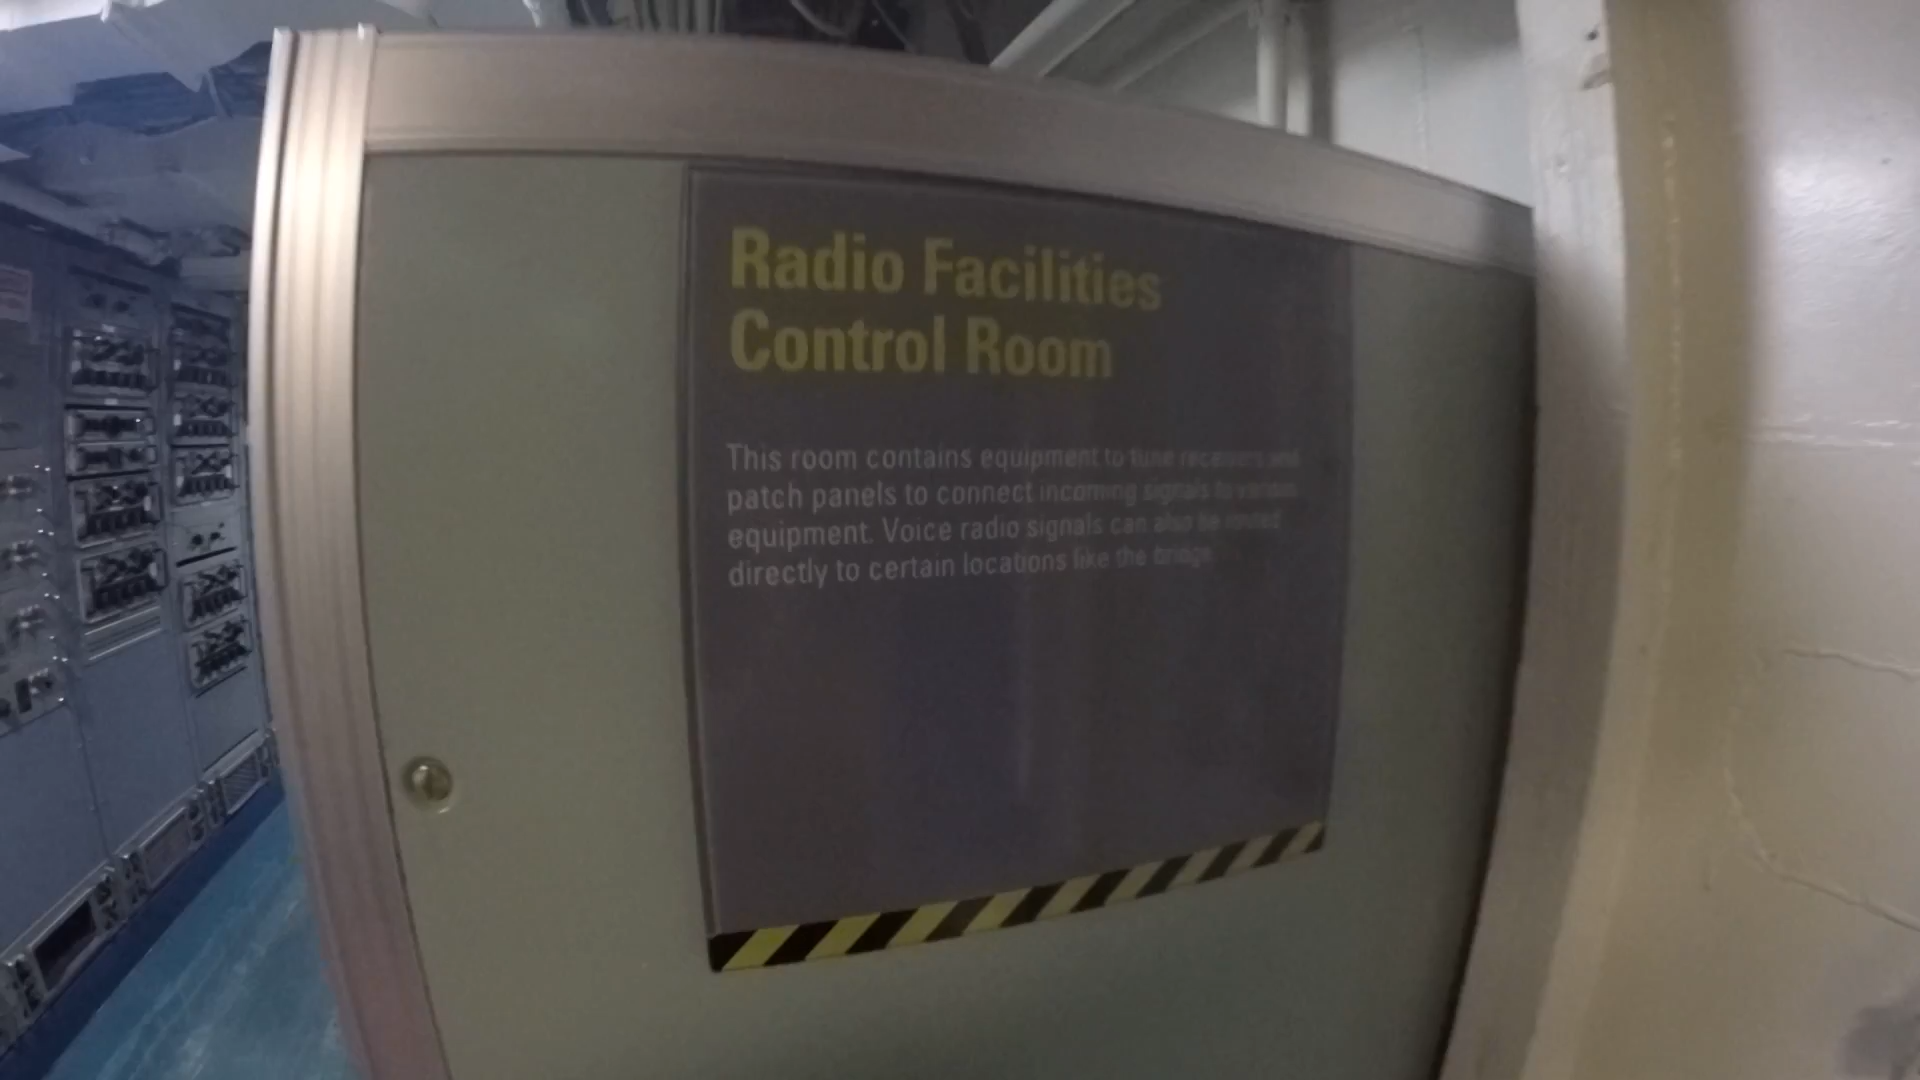 Radio Facilities
Control Room
This room contains equipment to tune receivers and
patch panels to connect incoming signals to various
equipment. Voice radio signals can also be routed
directly to certain locations like the bridge.